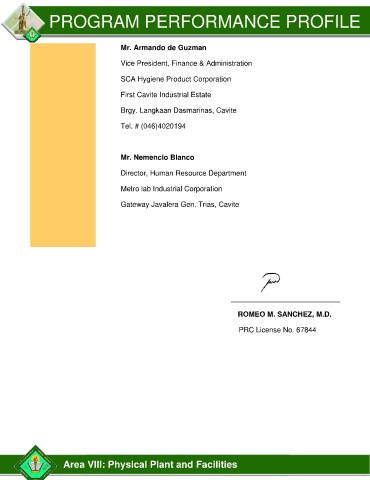 PROGRAM PERFORMANCE PROFILE
Mr. Armando de Guzman
Vice President, Finance & Administration
SCA Hygiene Product Corporation
First Cavite Industrial Estate
Brgy. Langkaan Dasmarinas, Cavite
Tel. # (046)4020194
Mr. Nemencio Blanco
Director, Human Resource Department
Metro lab Industrial Corporation
Gateway Javalera Gen. Trias, Cavite
ROMEO M. SANCHEZ, M.D.
PRC License No. 67844
Area VIII: Physical Plant and Facilities